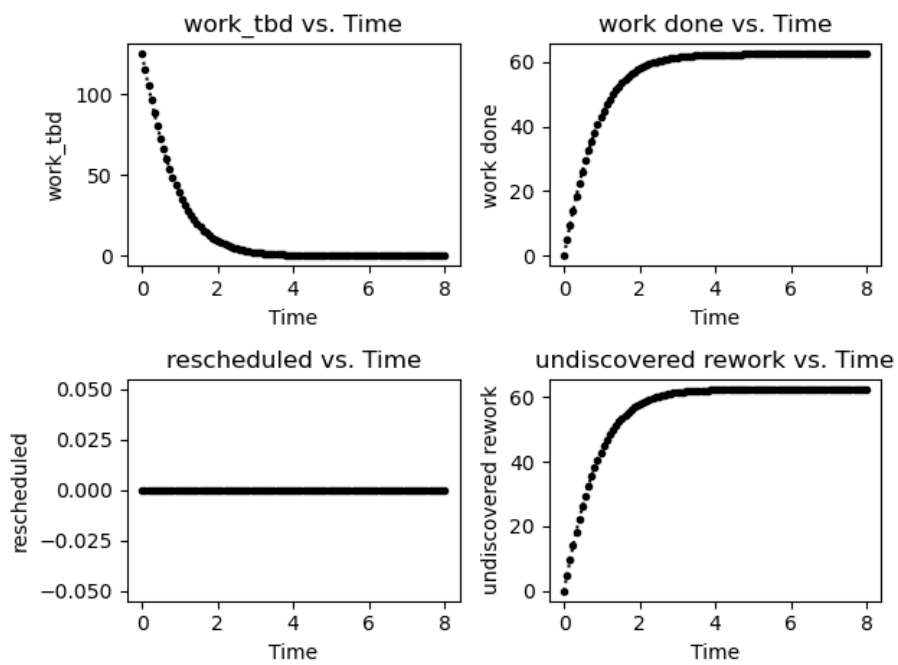 work_tbd vs. Time
work_tbd
100
50
0
0 2 4 6 8
Time
work done vs. Time
work done
60
40
20
0
0 2 4 6 8
Time
rescheduled vs. Time
rescheduled
0.050
0.025
0.000
−0.025
−0.050
0 2 4 6 8
Time
undiscovered rework vs. Time
undiscovered rework
60
40
20
0
0 2 4 6 8
Time